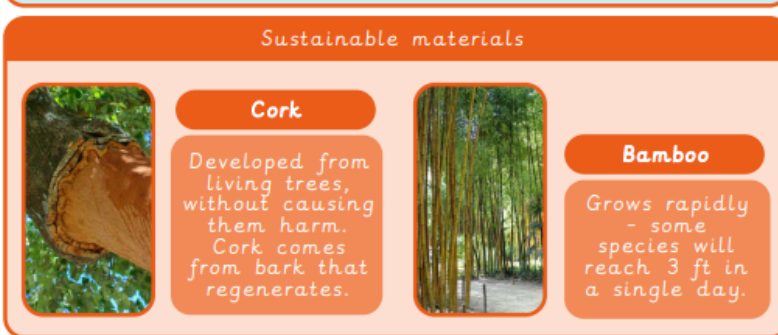 Sustainable materials
Cork
Developed from
living trees,
without causing
them harm.
Cork comes
from bark that
regenerates.
Bamboo
Grows rapidly
- some
species will
reach 3 ft in
a single day.